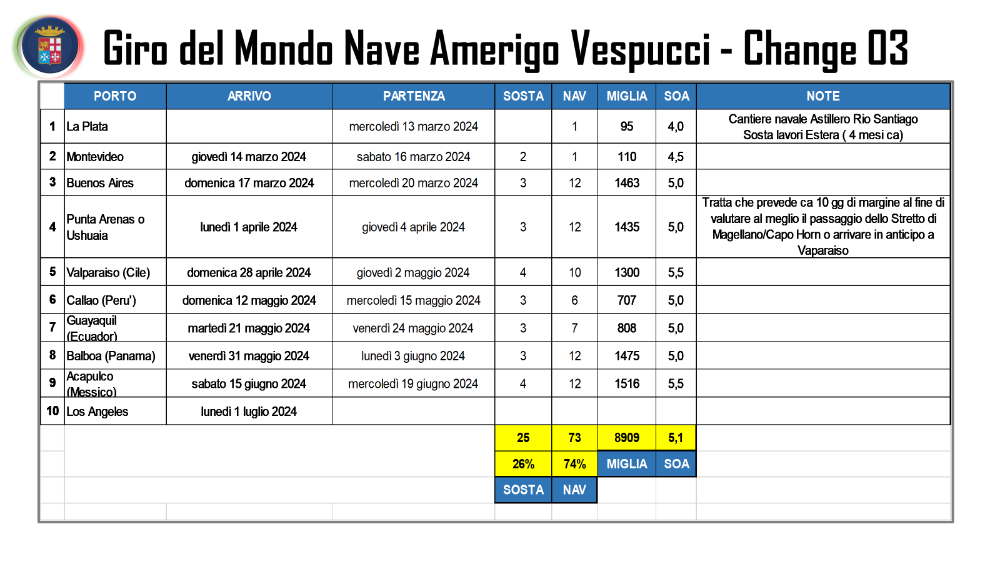 Giro del Mondo Nave Amerigo Vespucci - Change 03
PORTO ARRIVO PARTENZA SOSTA NAV MIGLIA SOA NOTE
1 La Plata mercoledì 13 marzo 2024 1 95 4,0 Cantiere navale Astillero Rio Santiago
Sosta lavori Estera ( 4 mesi ca)
2 Montevideo giovedì 14 marzo 2024 sabato 16 marzo 2024 2 1 110 4,5
3 Buenos Aires domenica 17 marzo 2024 mercoledì 20 marzo 2024 3 12 1463 5,0
4 Punta Arenas o
Ushuaia lunedì 1 aprile 2024 giovedì 4 aprile 2024 3 12 1435 5,0 Tratta che prevede ca 10 gg di margine al fine di
valutare al meglio il passaggio dello Stretto di
Magellano/Capo Horn o arrivare in anticipo a
Vaparaiso
5 Valparaiso (Cile) domenica 28 aprile 2024 giovedì 2 maggio 2024 4 10 1300 5,5
6 Callao (Peru') domenica 12 maggio 2024 mercoledì 15 maggio 2024 3 6 707 5,0
7 Guayaquil
(Ecuador) martedì 21 maggio 2024 venerdì 24 maggio 2024 3 7 808 5,0
8 Balboa (Panama) venerdì 31 maggio 2024 lunedì 3 giugno 2024 3 12 1475 5,0
9 Acapulco
(Messico) sabato 15 giugno 2024 mercoledì 19 giugno 2024 4 12 1516 5,5
10 Los Angeles lunedì 1 luglio 2024
25 73 8909 5,1
26% 74% MIGLIA SOA
SOSTA NAV